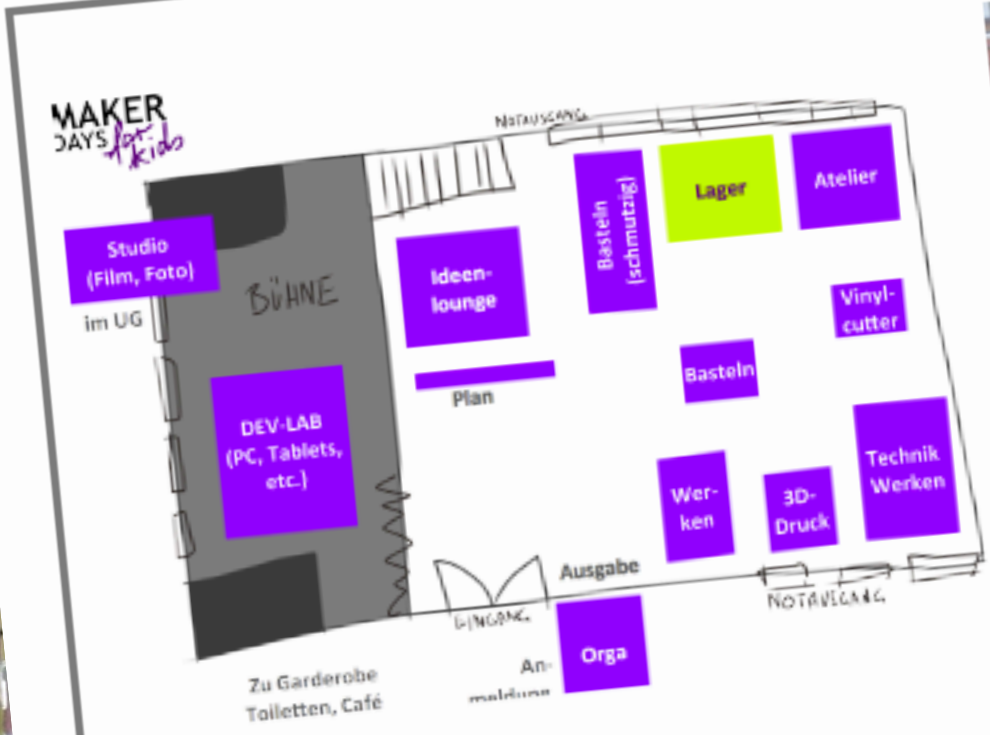 MAKER
DAYS for
kids
NOTAUSGANG
Studio
(Film, Foto)
im UG
BÜHNE
Ideen-
lounge
Basteln
(schmutzig)
Lager
Atelier
Vinyl-
cutter
Plan
Basteln
DEV-LAB
(PC, Tablets,
etc.)
Wer-
ken
3D-
Druck
Technik
Werken
Ausgabe
EINGANG
NOTAUSGANG
Orga
An-
meldung
Zu Garderobe
Toiletten, Café